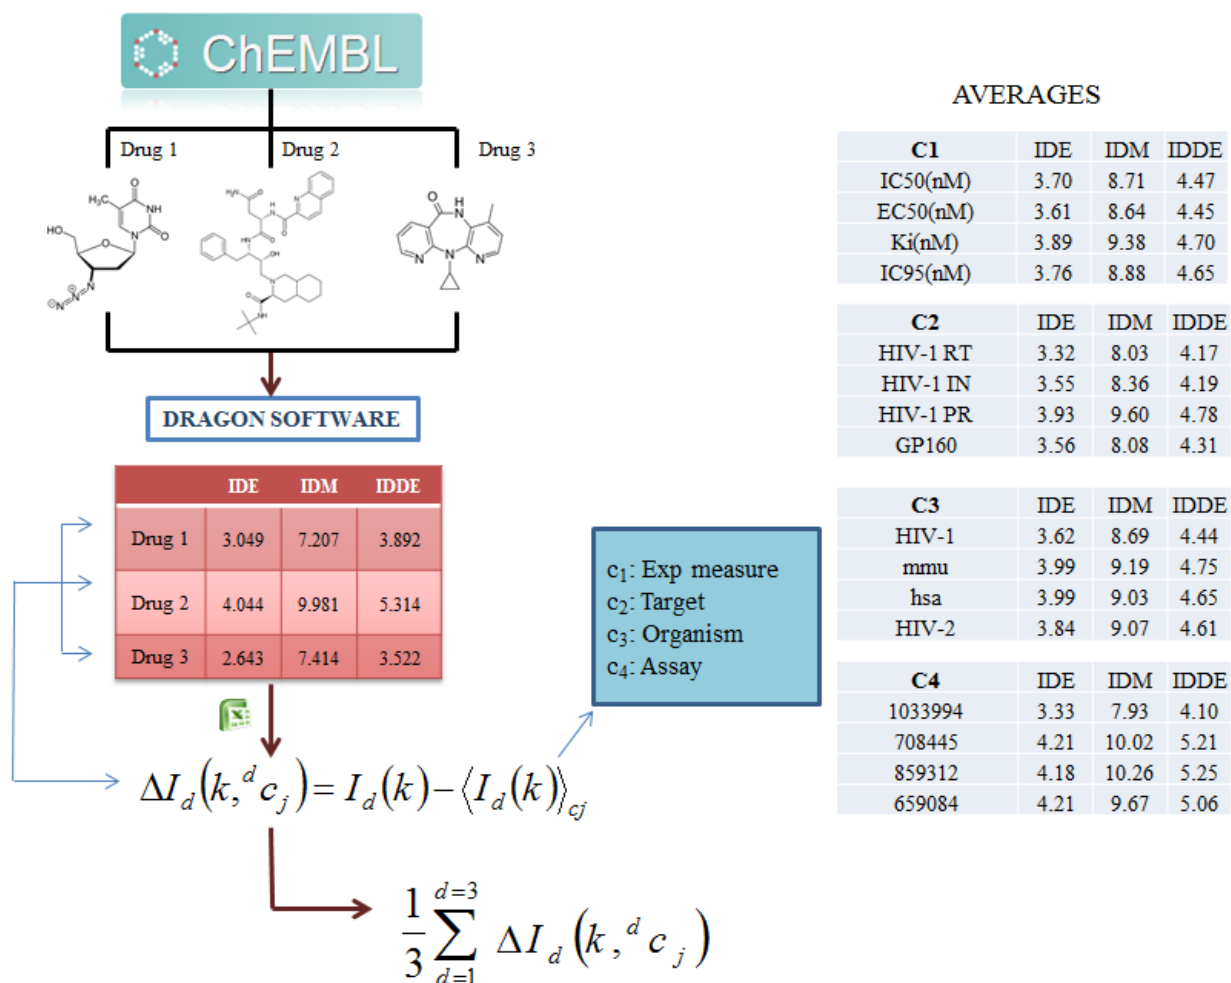 ChEMBL
Drug 1 Drug 2 Drug 3
H₃C O NH N O HO O N N N
H₂N O N O NH O NH OH N O NH
O H N N N N
DRAGON SOFTWARE
IDE IDM IDDE
Drug 1 3.049 7.207 3.892
Drug 2 4.044 9.981 5.314
Drug 3 2.643 7.414 3.522
c₁: Exp measure
c₂: Target
c₃: Organism
c₄: Assay
ΔI_d(k, ᵈc_j) = I_d(k) − ⟨I_d(k)⟩_cj
1/3 ∑_{d=1}^{d=3} ΔI_d(k, ᵈc_j)
AVERAGES
C1 IDE IDM IDDE
IC50(nM) 3.70 8.71 4.47
EC50(nM) 3.61 8.64 4.45
Ki(nM) 3.89 9.38 4.70
IC95(nM) 3.76 8.88 4.65
C2 IDE IDM IDDE
HIV-1 RT 3.32 8.03 4.17
HIV-1 IN 3.55 8.36 4.19
HIV-1 PR 3.93 9.60 4.78
GP160 3.56 8.08 4.31
C3 IDE IDM IDDE
HIV-1 3.62 8.69 4.44
mmu 3.99 9.19 4.75
hsa 3.99 9.03 4.65
HIV-2 3.84 9.07 4.61
C4 IDE IDM IDDE
1033994 3.33 7.93 4.10
708445 4.21 10.02 5.21
859312 4.18 10.26 5.25
659084 4.21 9.67 5.06